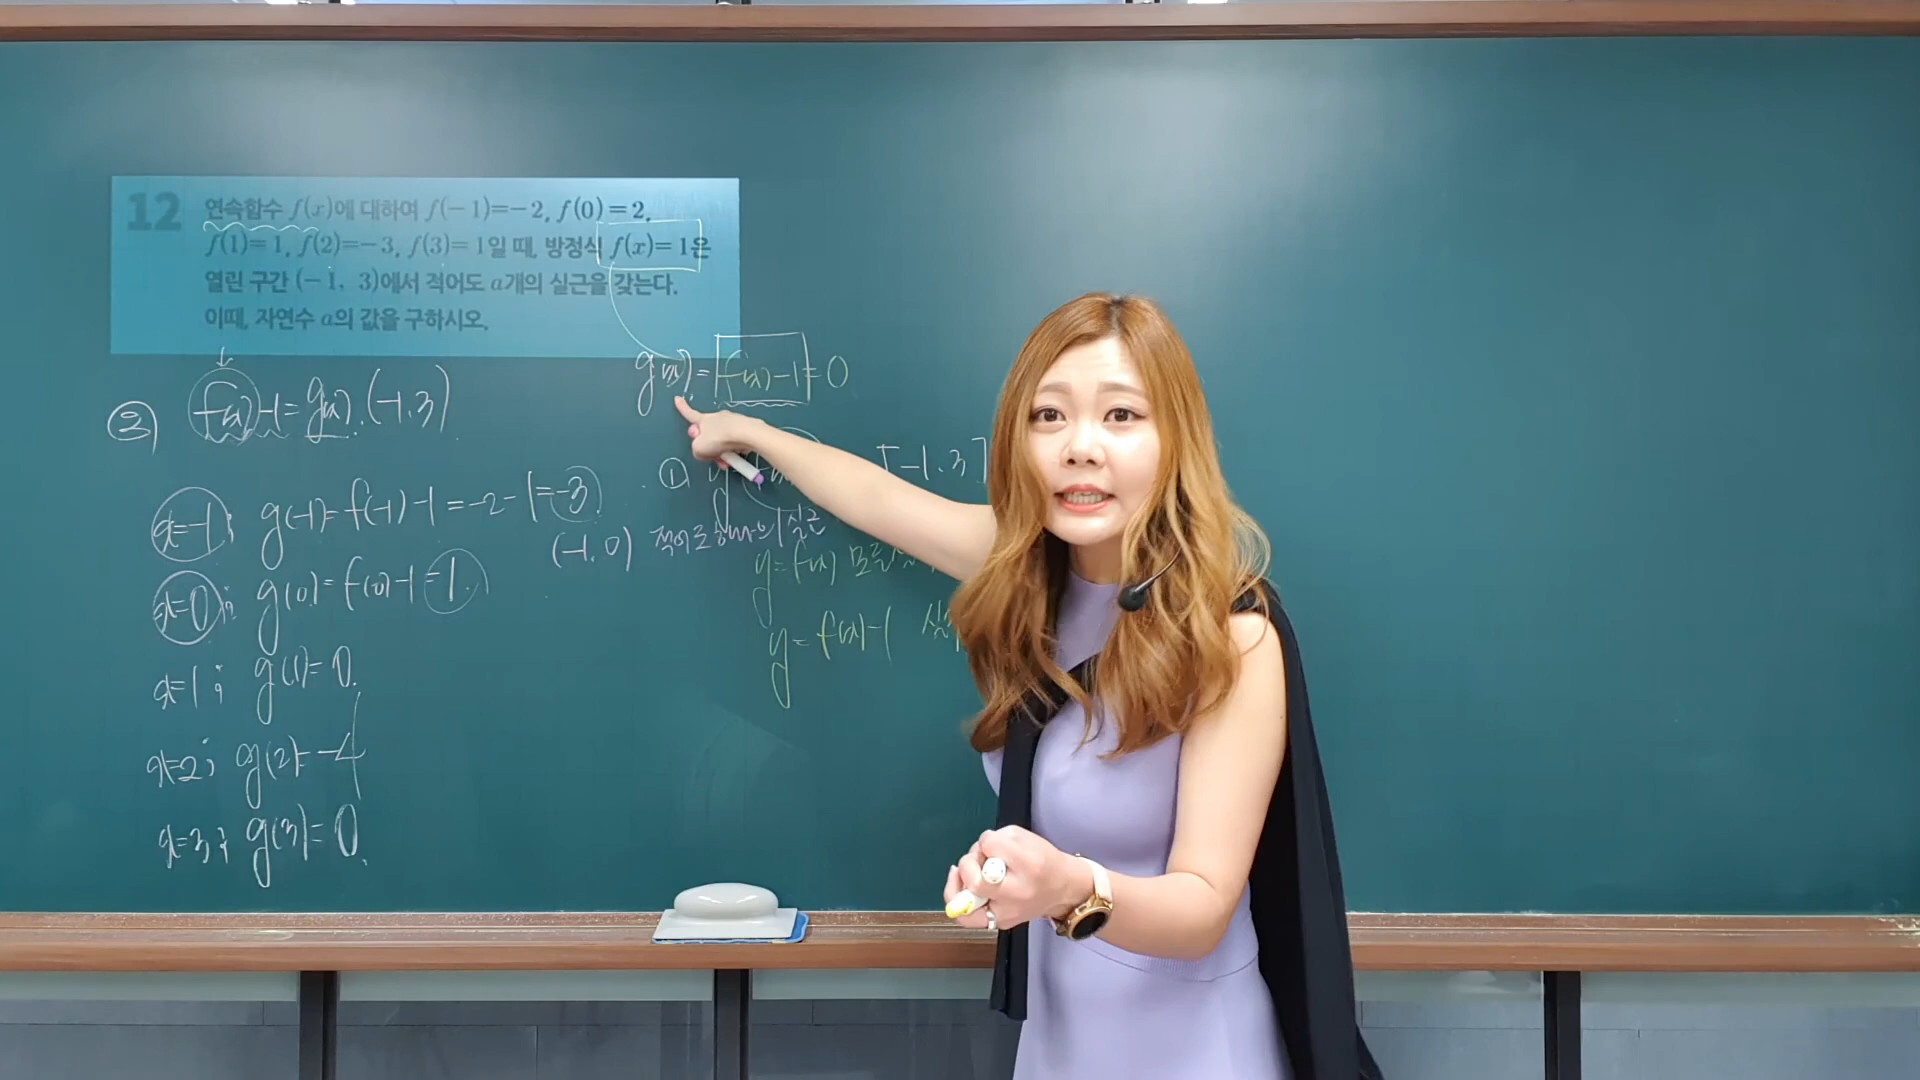 12 연속함수 f(x)에 대하여 f(-1)=-2, f(0)=2,
f(1)=1, f(2)=-3, f(3)=1일 때, 방정식 f(x)=1은
열린 구간 (-1, 3)에서 적어도 a개의 실근을 갖는다.
이때, 자연수 a의 값을 구하시오.
g(x)=f(x)-1=0
② f(x)-1=g(x). (-1.3)
① y=f(x) [-1.3]
x=-1; g(-1)=f(-1)-1=-2-1=-3
(-1.0) 적어도 하나의 실근
x=0; g(0)=f(0)-1=1.
y=f(x)
y=f(x)-1
x=1; g(1)=0.
x=2; g(2)=-4
x=3; g(3)=0.